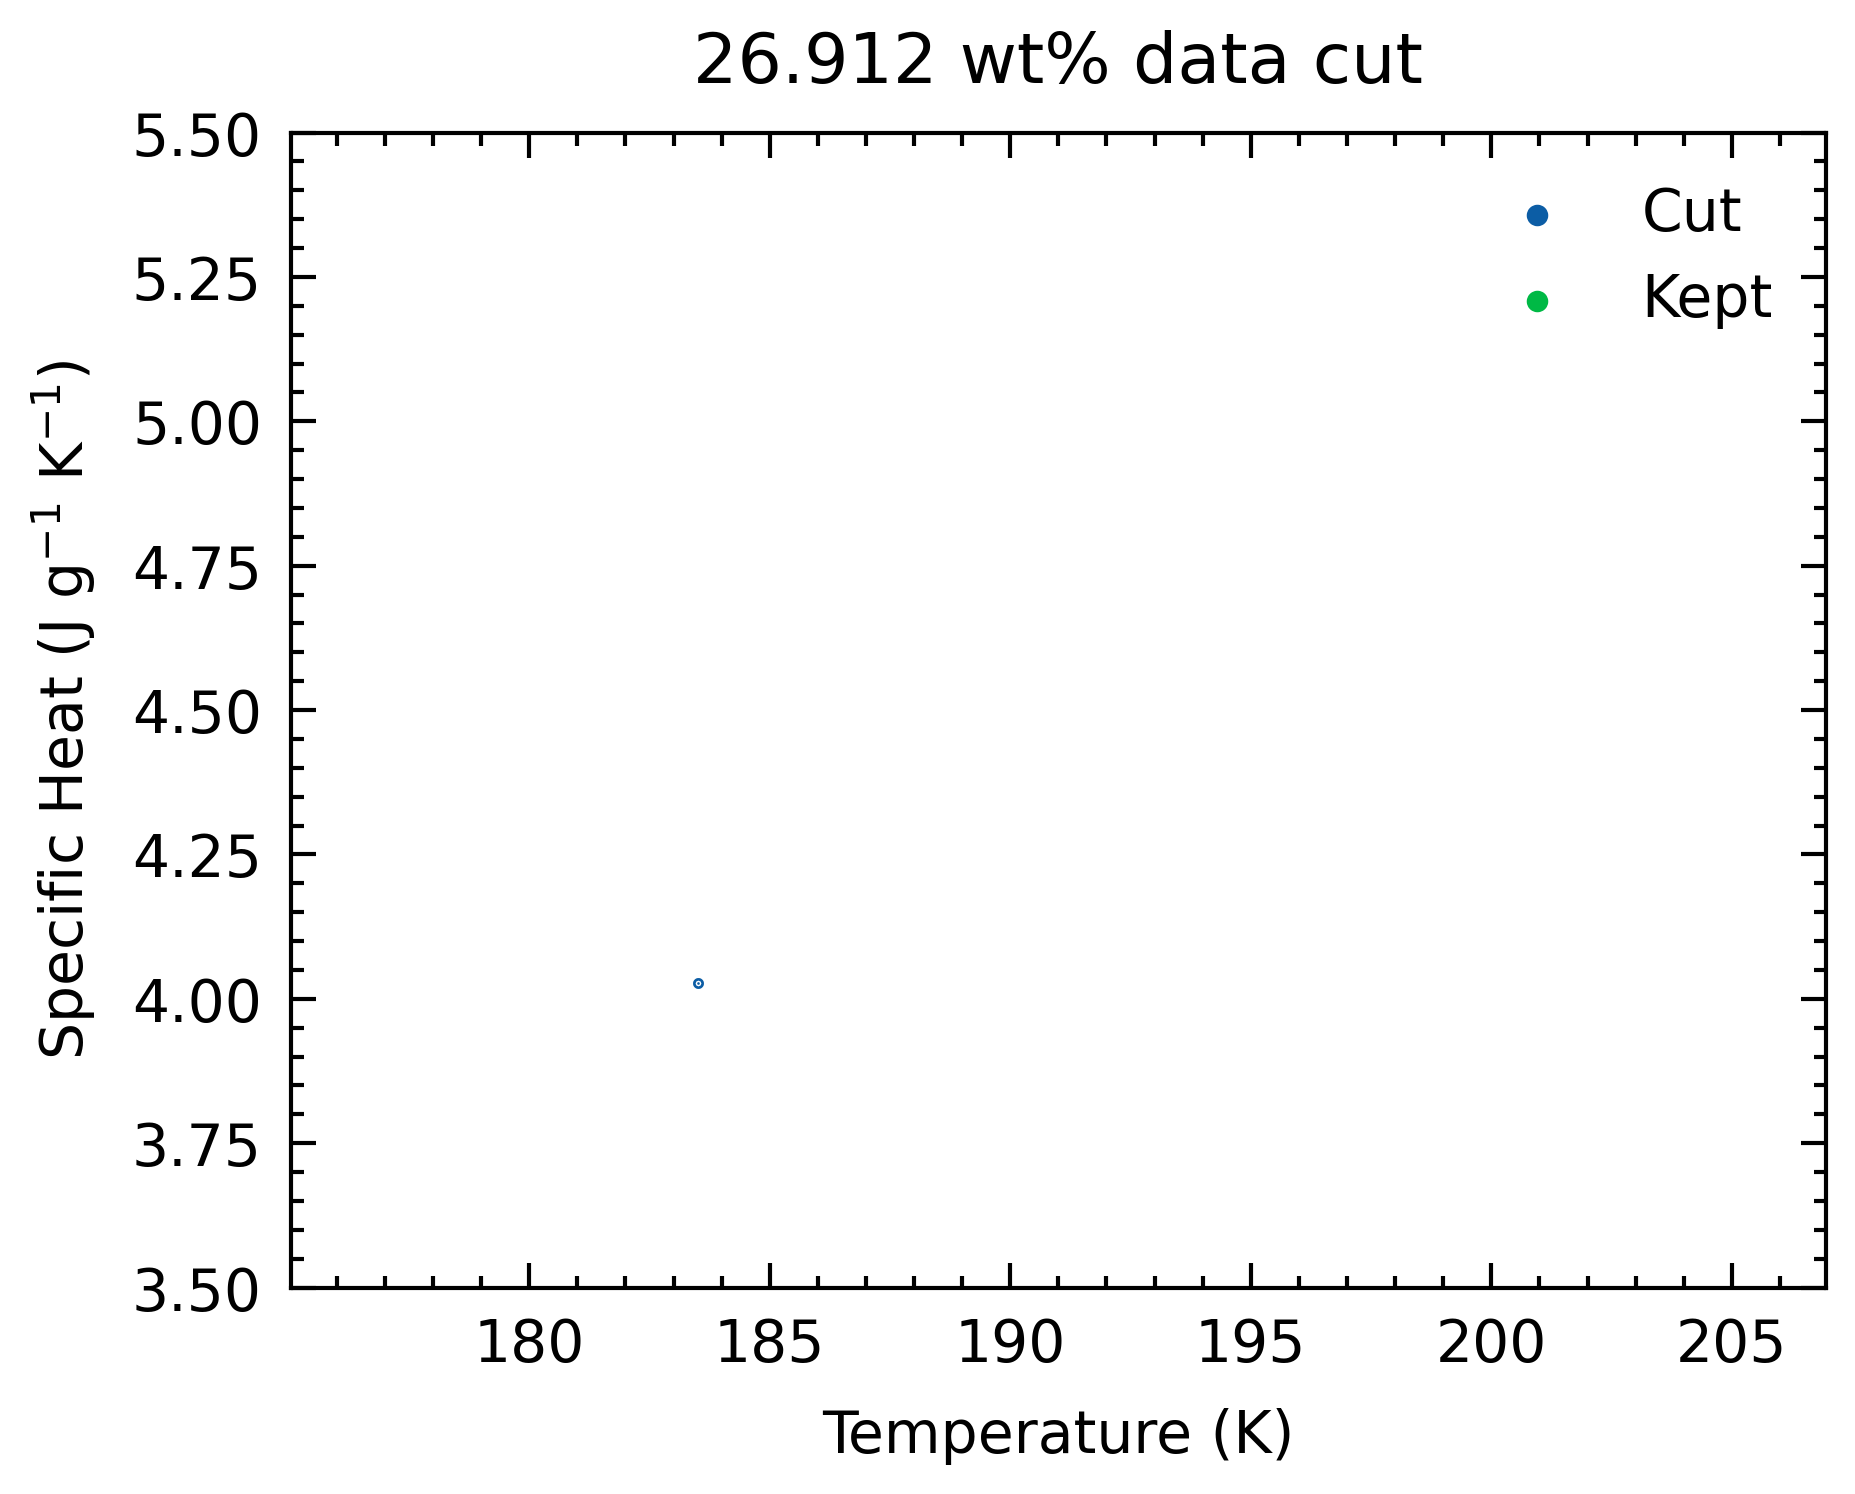 26.912 wt% data cut
Cut
Kept
5.50
5.25
5.00
4.75
4.50
4.25
4.00
3.75
3.50
Specific Heat (J g⁻¹ K⁻¹)
180 185 190 195 200 205
Temperature (K)